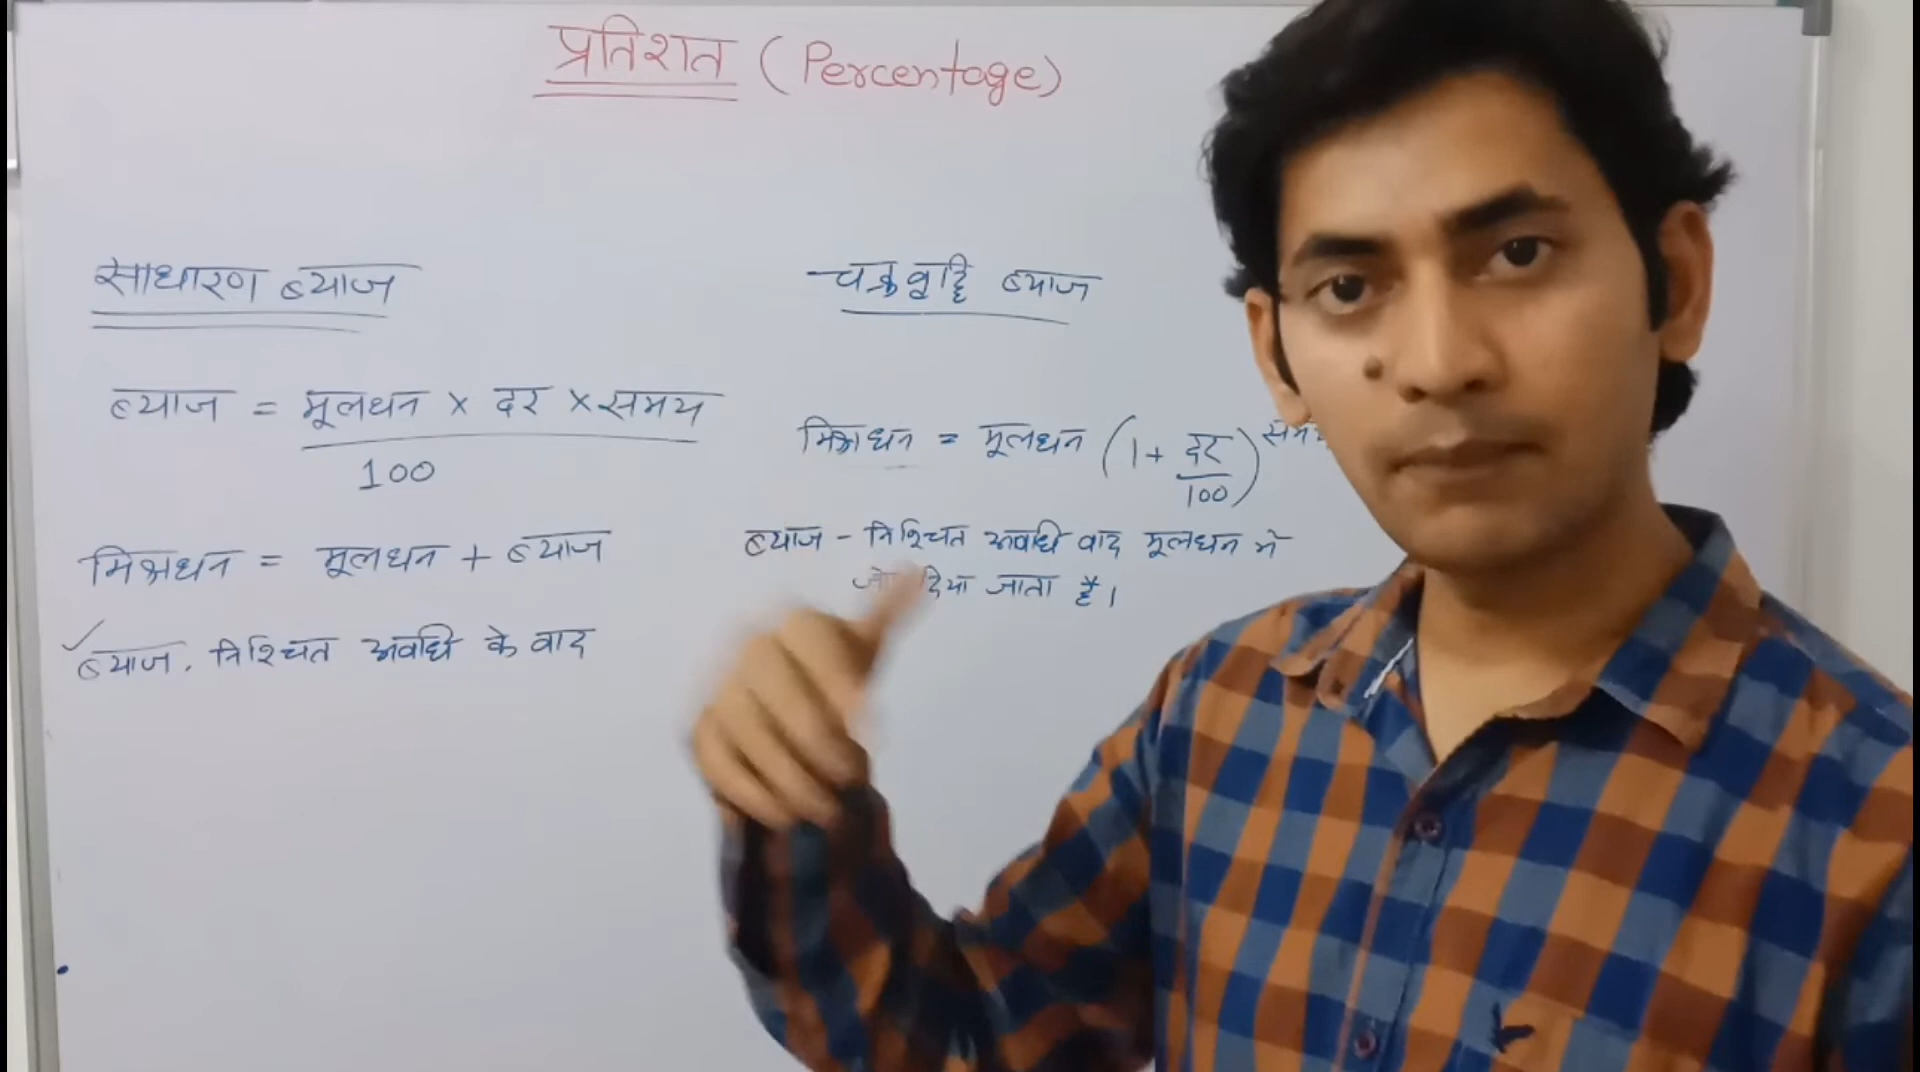 प्रतिशत (Percentage)
साधारण ब्याज
ब्याज = मूलधन × दर × समय
100
मिश्रधन = मूलधन + ब्याज
ब्याज . निश्चित अवधि के बाद
चक्रवृद्धि ब्याज
मिश्रधन = मूलधन (1 + दर
100)
ब्याज - निश्चित अवधि बाद मूलधन मे
दिया जाता है।